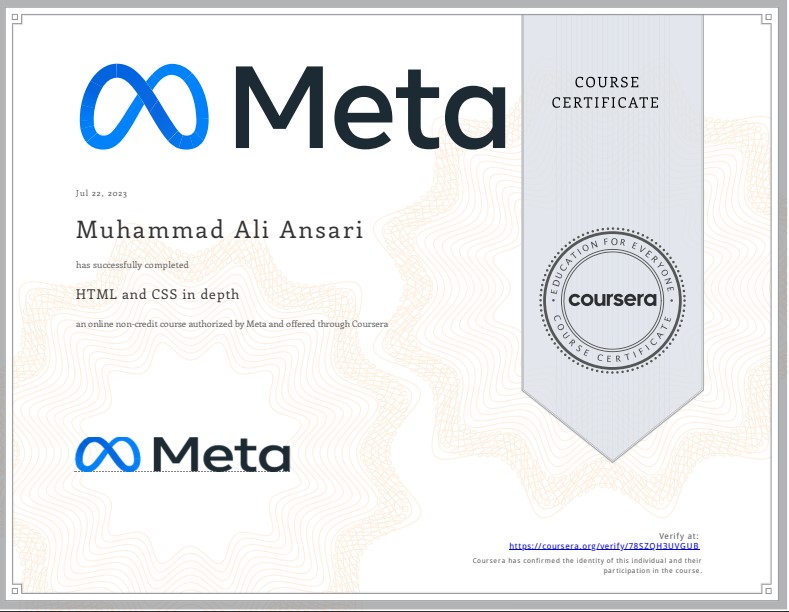 Meta
COURSE
CERTIFICATE
Jul 22, 2023
Muhammad Ali Ansari
has successfully completed
HTML and CSS in depth
an online non-credit course authorized by Meta and offered through Coursera
EDUCATION FOR EVERYONE
coursera
COURSE CERTIFICATE
Meta
Verify at:
https://coursera.org/verify/78SZQH3UVGUB
Coursera has confirmed the identity of this individual and their
participation in the course.